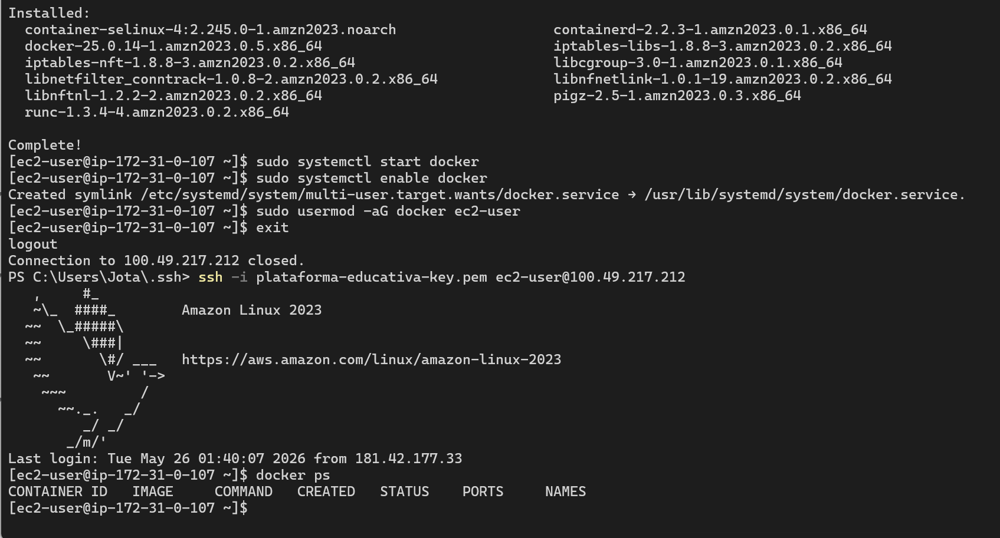 Installed:
  container-selinux-4:2.245.0-1.amzn2023.noarch                   containerd-2.2.3-1.amzn2023.0.1.x86_64
  docker-25.0.14-1.amzn2023.0.5.x86_64                            iptables-libs-1.8.8-3.amzn2023.0.2.x86_64
  iptables-nft-1.8.8-3.amzn2023.0.2.x86_64                        libcgroup-3.0-1.amzn2023.0.1.x86_64
  libnetfilter_conntrack-1.0.8-2.amzn2023.0.2.x86_64              libnfnetlink-1.0.1-19.amzn2023.0.2.x86_64
  libnftnl-1.2.2-2.amzn2023.0.2.x86_64                            pigz-2.5-1.amzn2023.0.3.x86_64
  runc-1.3.4-4.amzn2023.0.2.x86_64

Complete!
[ec2-user@ip-172-31-0-107 ~]$ sudo systemctl start docker
[ec2-user@ip-172-31-0-107 ~]$ sudo systemctl enable docker
Created symlink /etc/systemd/system/multi-user.target.wants/docker.service → /usr/lib/systemd/system/docker.service.
[ec2-user@ip-172-31-0-107 ~]$ sudo usermod -aG docker ec2-user
[ec2-user@ip-172-31-0-107 ~]$ exit
logout
Connection to 100.49.217.212 closed.
PS C:\Users\Jota\.ssh> ssh -i plataforma-educativa-key.pem ec2-user@100.49.217.212
   ,     #_
   ~\_  ####_        Amazon Linux 2023
  ~~  \_#####\
  ~~     \###|
  ~~       \#/ ___   https://aws.amazon.com/linux/amazon-linux-2023
   ~~       V~' '->
    ~~~         /
      ~~._.   _/
         _/ _/
       _/m/'
Last login: Tue May 26 01:40:07 2026 from 181.42.177.33
[ec2-user@ip-172-31-0-107 ~]$ docker ps
CONTAINER ID   IMAGE     COMMAND   CREATED   STATUS    PORTS     NAMES
[ec2-user@ip-172-31-0-107 ~]$